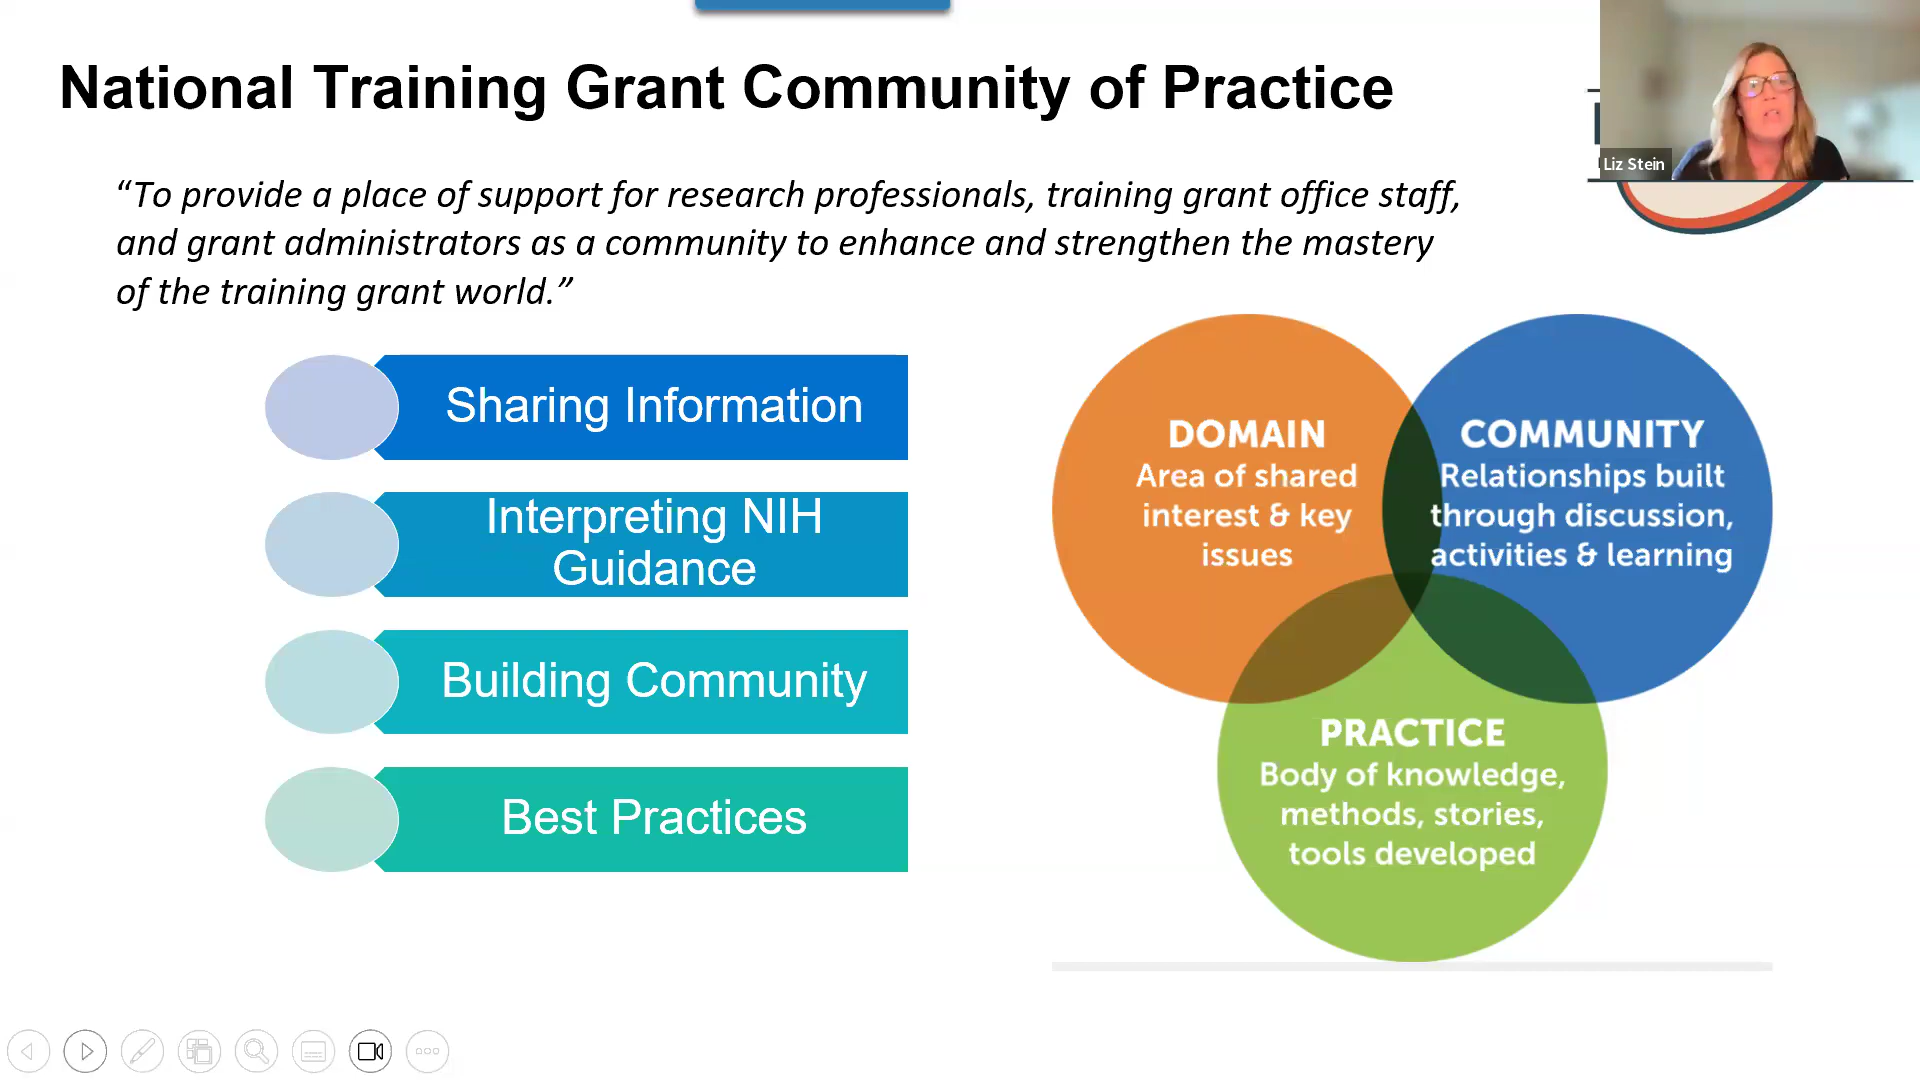 National Training Grant Community of Practice
Liz Stein
“To provide a place of support for research professionals, training grant office staff,
and grant administrators as a community to enhance and strengthen the mastery
of the training grant world.”
Sharing Information
Interpreting NIH
Guidance
Building Community
Best Practices
DOMAIN
Area of shared
interest & key
issues
COMMUNITY
Relationships built
through discussion,
activities & learning
PRACTICE
Body of knowledge,
methods, stories,
tools developed